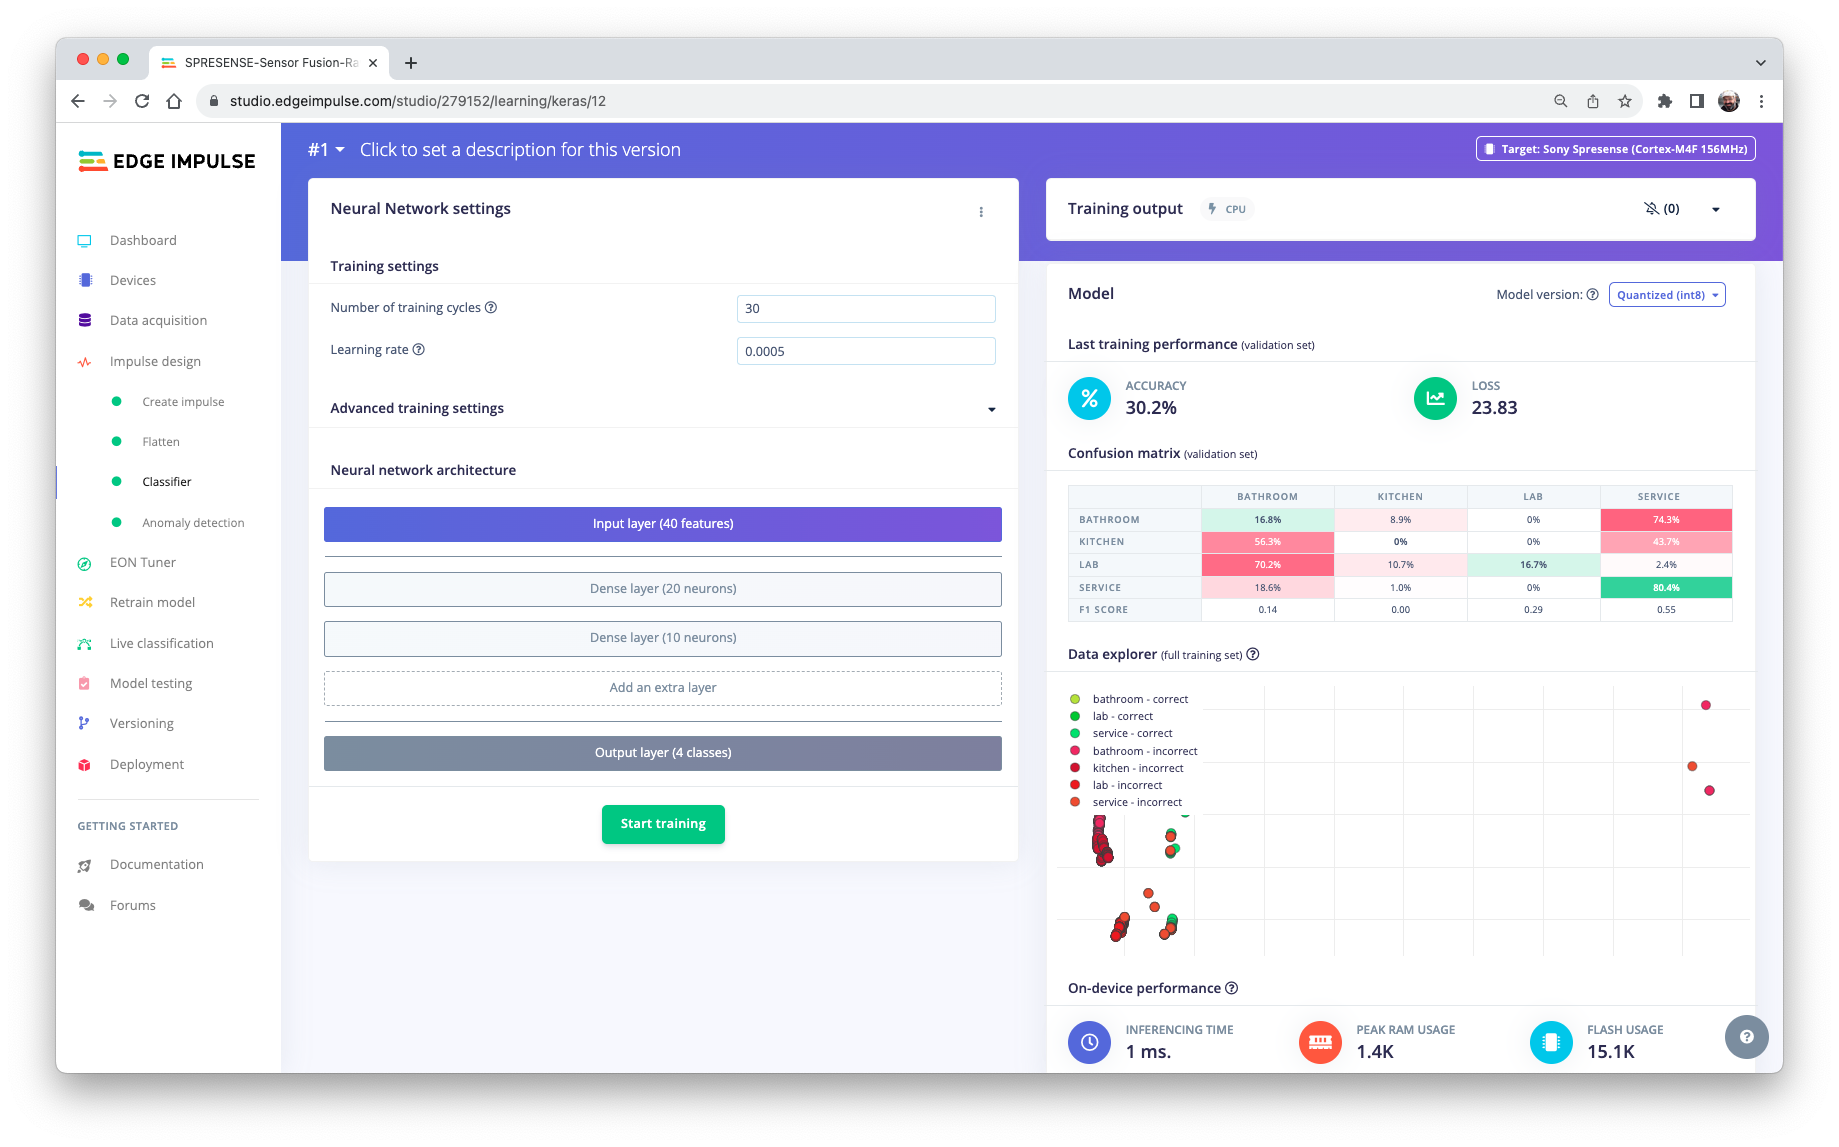 SPRESENSE-Sensor Fusion-Ra
studio.edgeimpulse.com/studio/279152/learning/keras/12
EDGE IMPULSE
#1 Click to set a description for this version
Target: Sony Spresense (Cortex-M4F 156MHz)
Dashboard
Devices
Data acquisition
Impulse design
Create impulse
Flatten
Classifier
Anomaly detection
EON Tuner
Retrain model
Live classification
Model testing
Versioning
Deployment
GETTING STARTED
Documentation
Forums
Neural Network settings
Training settings
Number of training cycles ? 30
Learning rate ? 0.0005
Advanced training settings
Neural network architecture
Input layer (40 features)
Dense layer (20 neurons)
Dense layer (10 neurons)
Add an extra layer
Output layer (4 classes)
Start training
Training output CPU (0)
Model
Model version: ? Quantized (int8)
Last training performance (validation set)
% ACCURACY
30.2%
LOSS
23.83
Confusion matrix (validation set)
BATHROOM KITCHEN LAB SERVICE
BATHROOM 16.8% 8.9% 0% 74.3%
KITCHEN 56.3% 0% 0% 43.7%
LAB 70.2% 10.7% 16.7% 2.4%
SERVICE 18.6% 1.0% 0% 80.4%
F1 SCORE 0.14 0.00 0.29 0.55
Data explorer (full training set) ?
bathroom - correct
lab - correct
service - correct
bathroom - incorrect
kitchen - incorrect
lab - incorrect
service - incorrect
On-device performance ?
INFERENCING TIME
1 ms.
PEAK RAM USAGE
1.4K
FLASH USAGE
15.1K
?